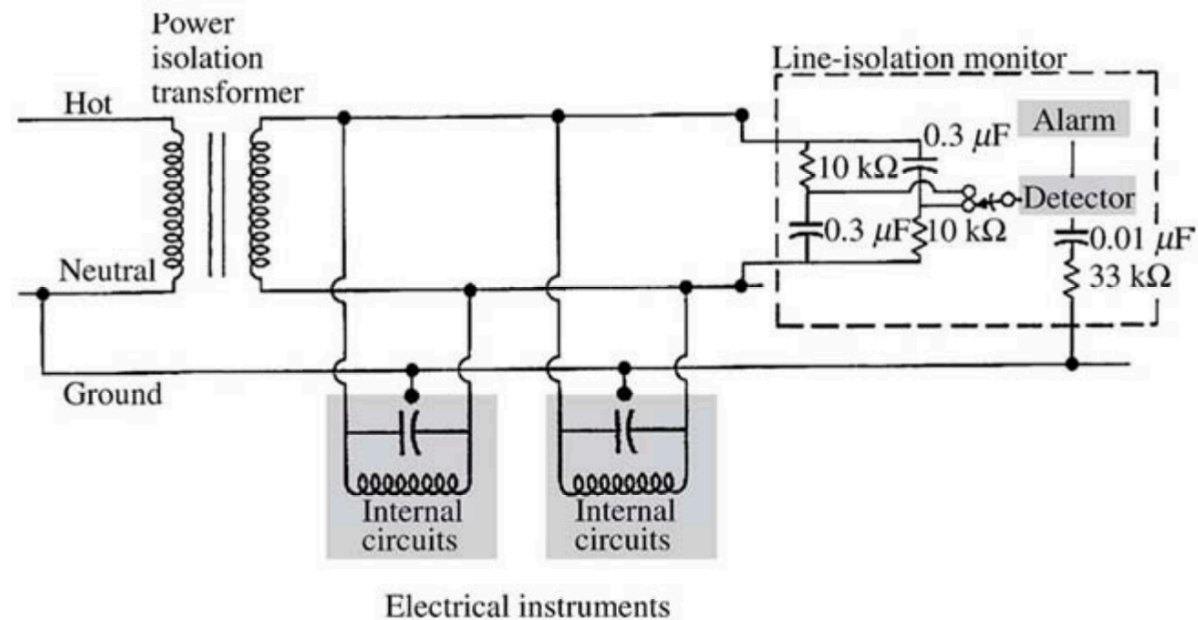 Power
isolation
transformer
Hot
Neutral
Ground
Line-isolation monitor
0.3 μF
Alarm
10 kΩ
Detector
0.3 μF
10 kΩ
0.01 μF
33 kΩ
Internal
circuits
Internal
circuits
Electrical instruments